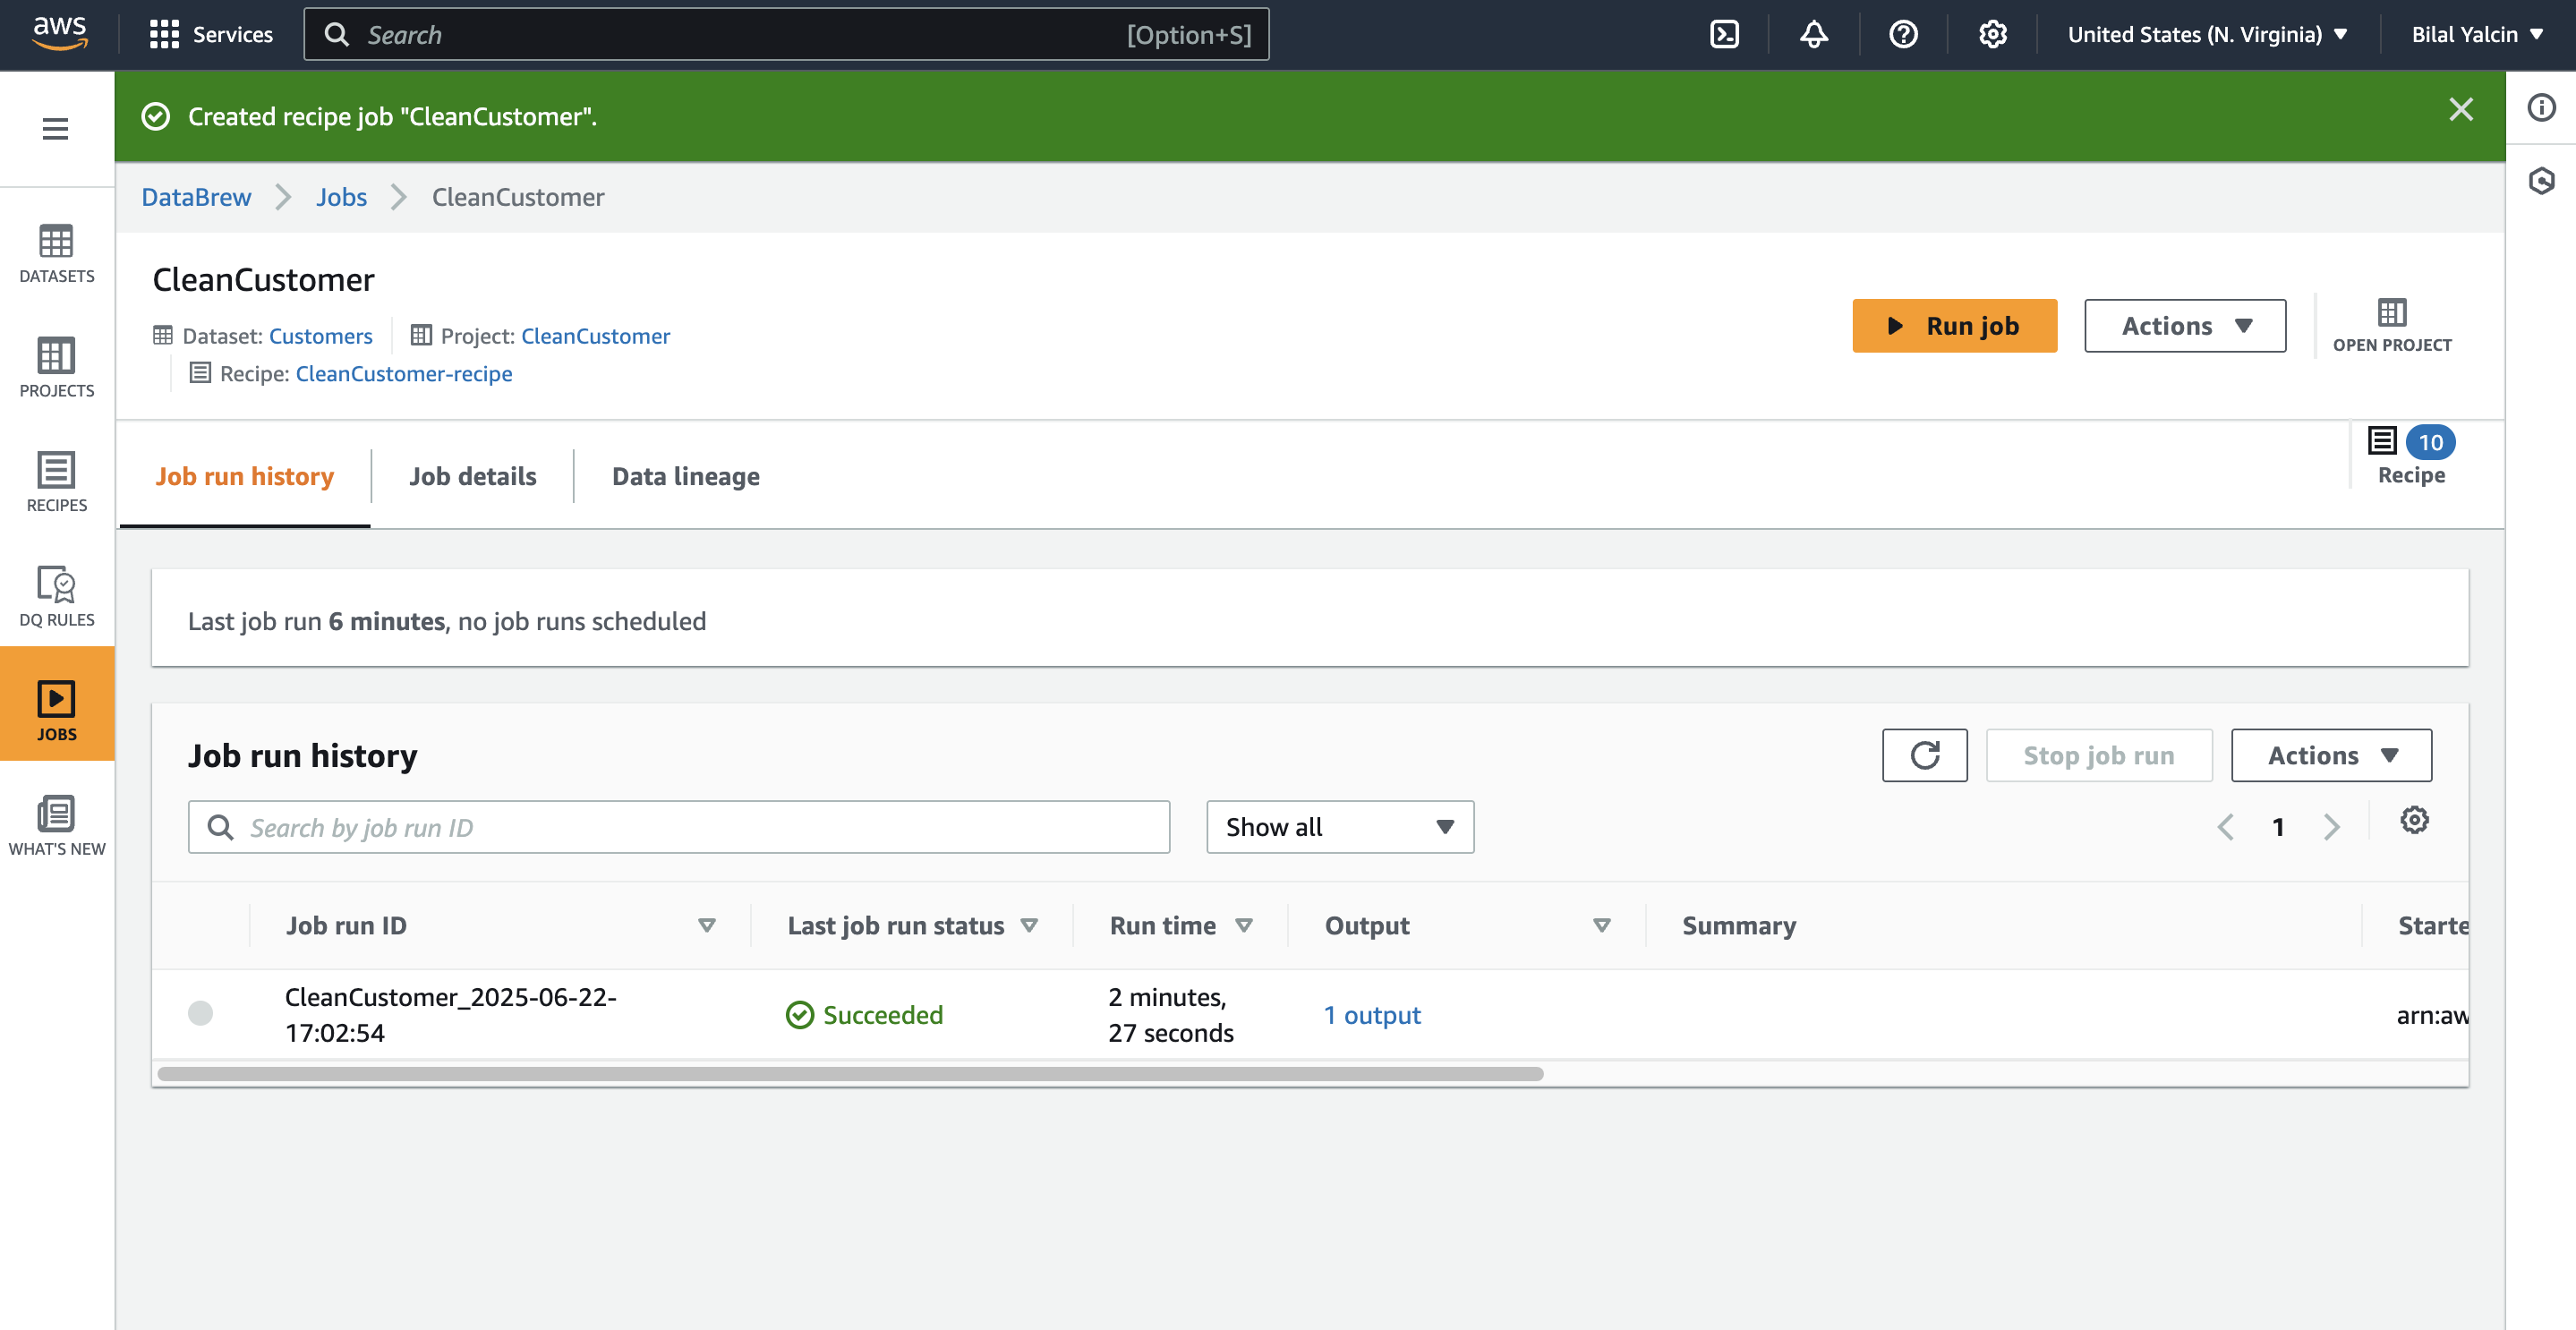 aws
Services
Search
[Option+S]
United States (N. Virginia)
Bilal Yalcin
Created recipe job "CleanCustomer".
DataBrew
Jobs
CleanCustomer
DATASETS
PROJECTS
RECIPES
DQ RULES
JOBS
WHAT'S NEW
CleanCustomer
Dataset: Customers
Project: CleanCustomer
Recipe: CleanCustomer-recipe
Run job
Actions
OPEN PROJECT
Job run history
Job details
Data lineage
10
Recipe
Last job run 6 minutes, no job runs scheduled
Job run history
Stop job run
Actions
Search by job run ID
Show all
1
Job run ID
Last job run status
Run time
Output
Summary
Starte
CleanCustomer_2025-06-22-
17:02:54
Succeeded
2 minutes,
27 seconds
1 output
arn:aw